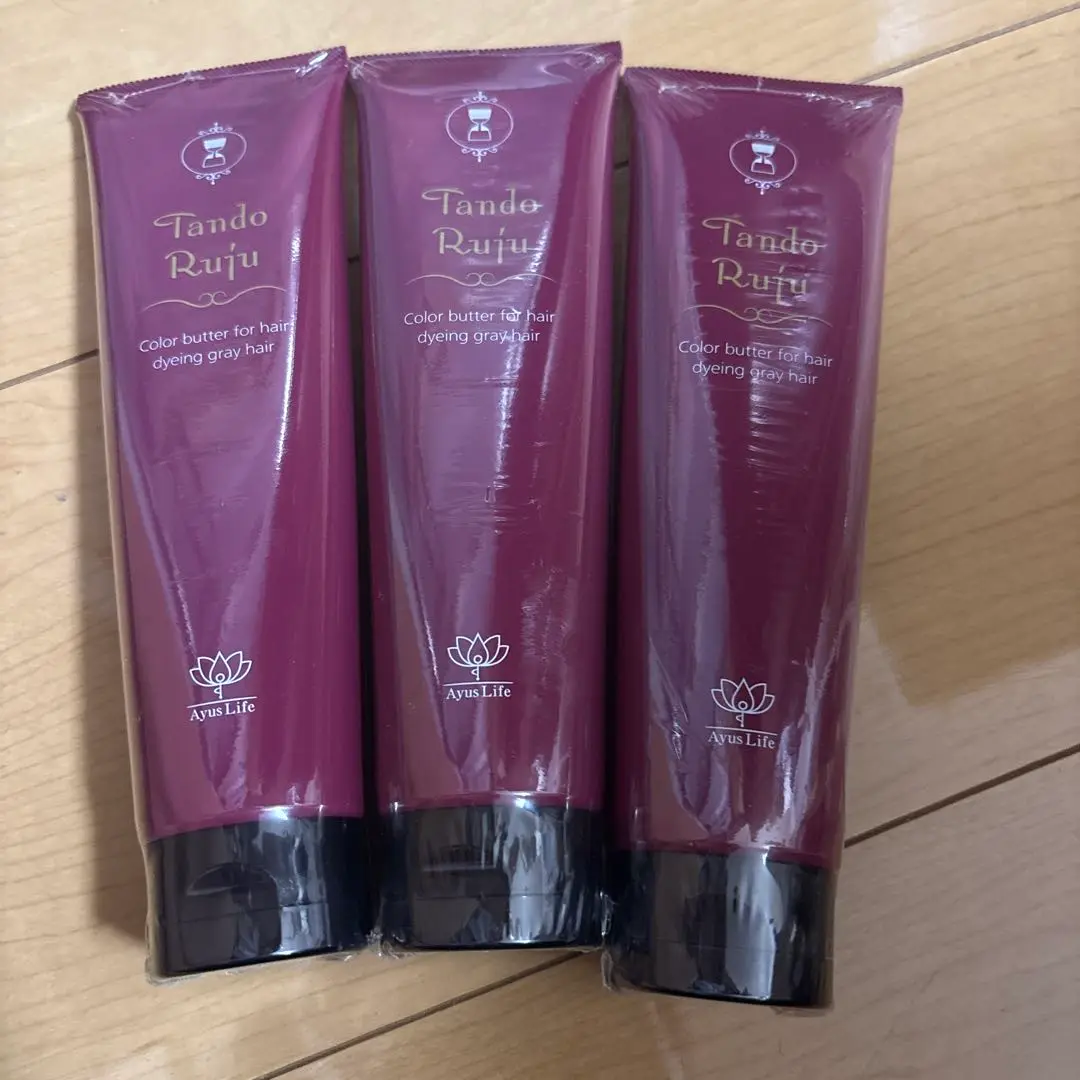 Tando
Ruju
Color butter for hair
dyeing gray hair
Ayus Life
Tando
Ruju
Color butter for hair
dyeing gray hair
Ayus Life
Tando
Ruju
Color butter for hair
dyeing gray hair
Ayus Life